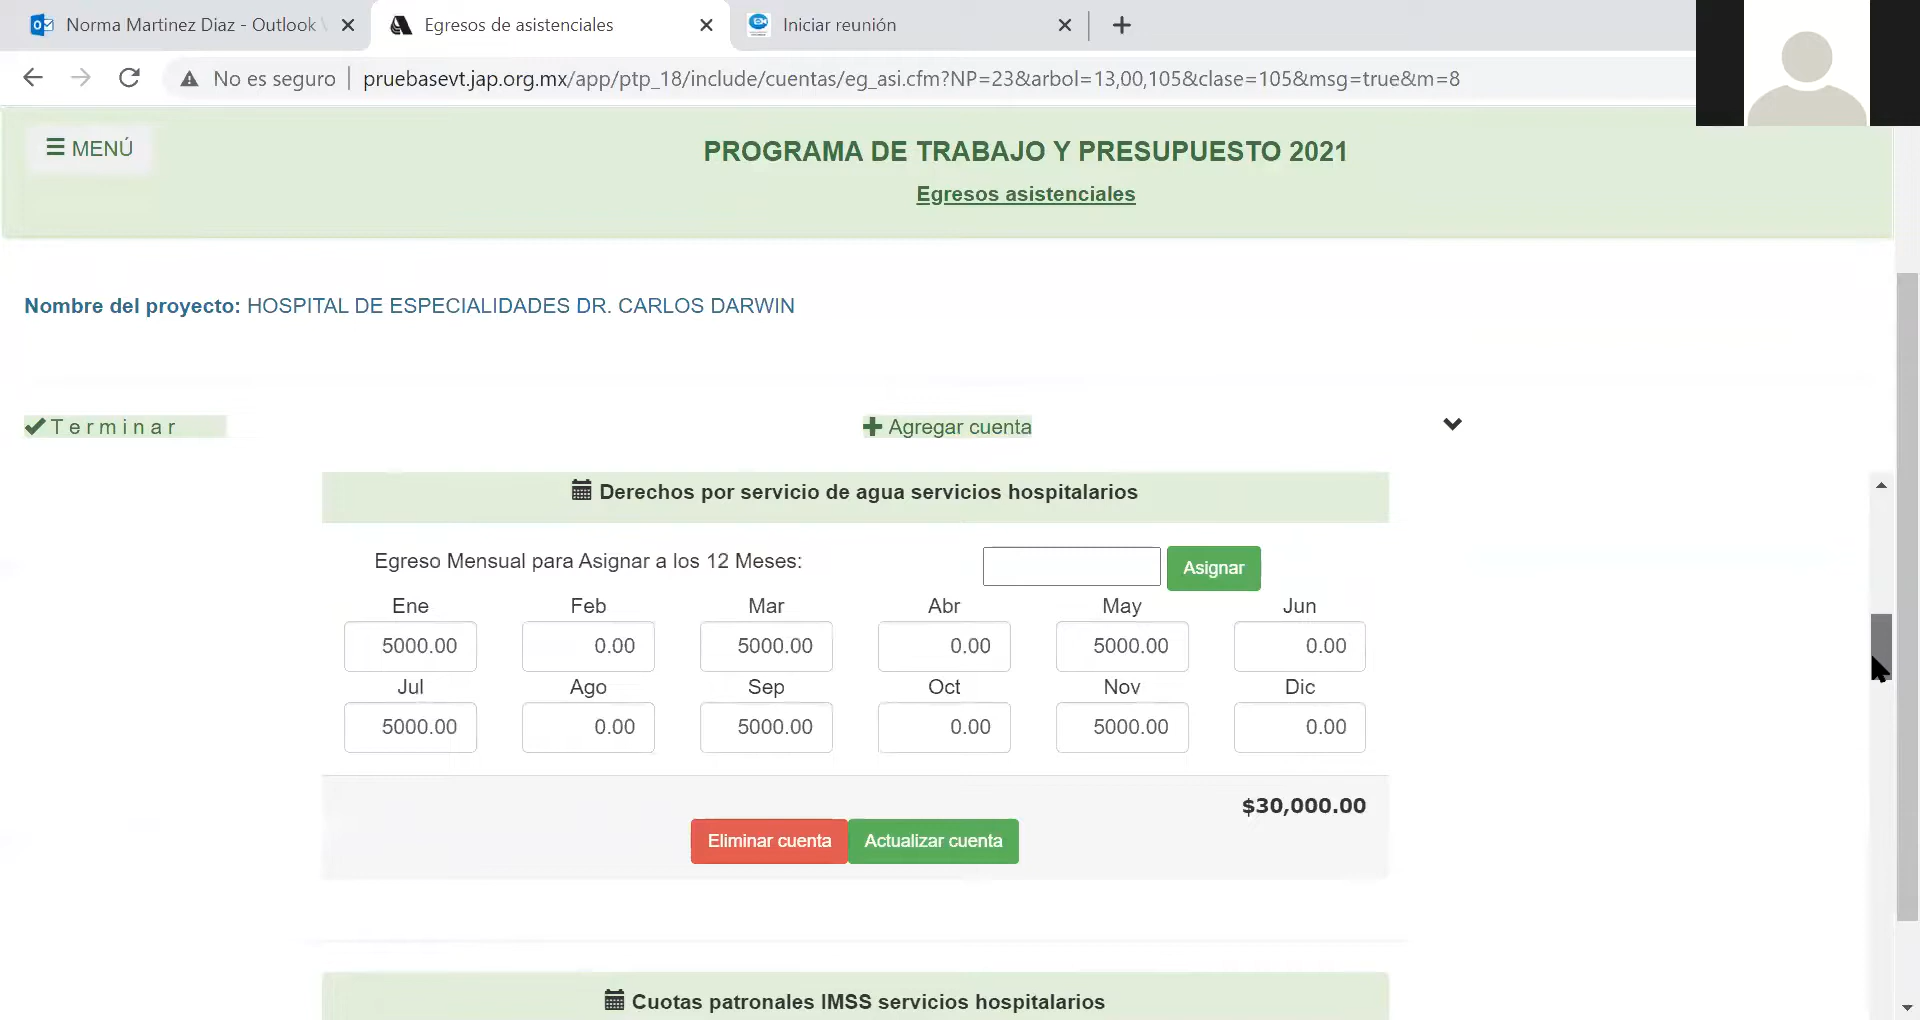 Norma Martinez Diaz - Outlook
Egresos de asistenciales
Iniciar reunión
No es seguro
pruebasevt.jap.org.mx/app/ptp_18/include/cuentas/eg_asi.cfm?NP=23&arbol=13,00,105&clase=105&msg=true&m=8
MENÚ
PROGRAMA DE TRABAJO Y PRESUPUESTO 2021
Egresos asistenciales
Nombre del proyecto: HOSPITAL DE ESPECIALIDADES DR. CARLOS DARWIN
Terminar
Agregar cuenta
Derechos por servicio de agua servicios hospitalarios
Egreso Mensual para Asignar a los 12 Meses:
Asignar
Ene Feb Mar Abr May Jun
5000.00 0.00 5000.00 0.00 5000.00 0.00
Jul Ago Sep Oct Nov Dic
5000.00 0.00 5000.00 0.00 5000.00 0.00
$30,000.00
Eliminar cuenta Actualizar cuenta
Cuotas patronales IMSS servicios hospitalarios